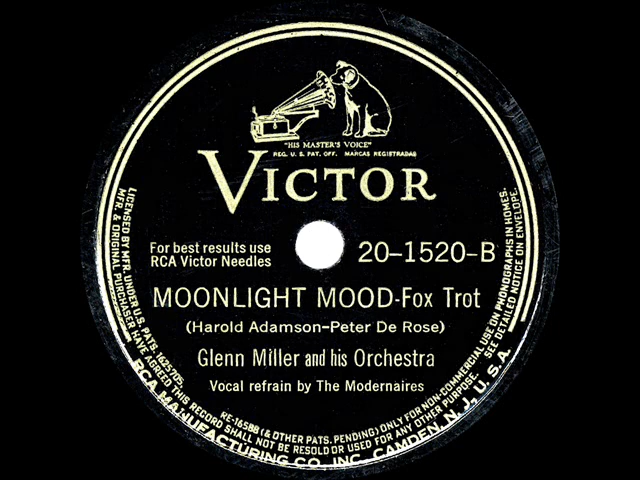 "HIS MASTER'S VOICE"
REG. U. S. PAT. OFF. MARCAS REGISTRADAS
VICTOR
For best results use
RCA Victor Needles
20-1520-B
MOONLIGHT MOOD-Fox Trot
(Harold Adamson-Peter De Rose)
Glenn Miller and his Orchestra
Vocal refrain by The Modernaires
LICENSED BY MFR. UNDER U.S. PATS. 1625705, RE-16588 (& OTHER PATS. PENDING) ONLY FOR NON-COMMERCIAL USE ON PHONOGRAPHS IN HOMES.
MFR. & ORIGINAL PURCHASER HAVE AGREED THIS RECORD SHALL NOT BE RESOLD OR USED FOR ANY OTHER PURPOSE. SEE DETAILED NOTICE ON ENVELOPE.
RCA MANUFACTURING CO., INC., CAMDEN, N. J., U. S. A.